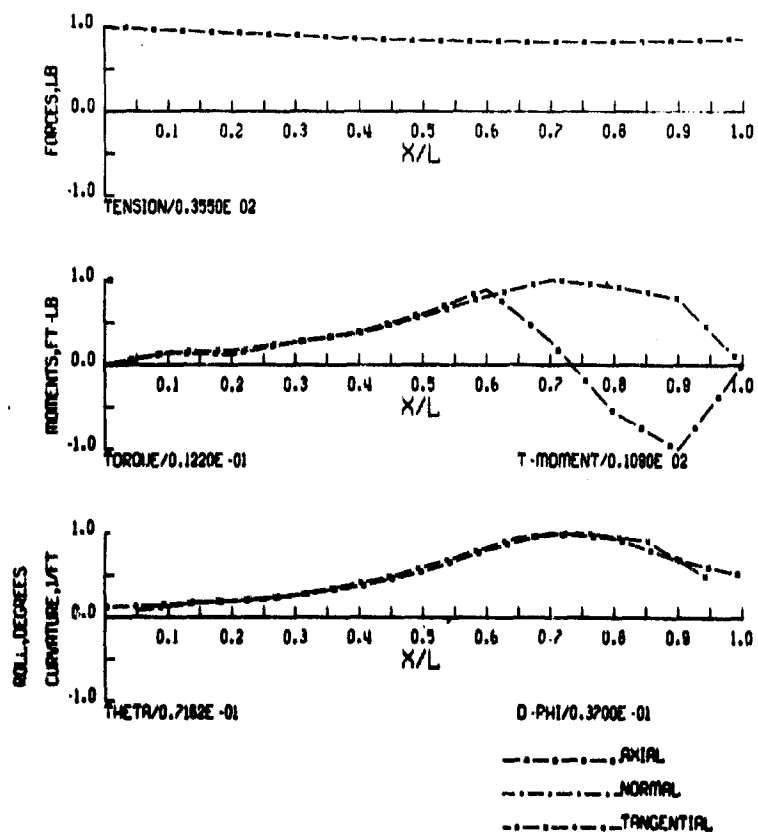 1.0
FORCES,LB
0.0
0.1 0.2 0.3 0.4 0.5 0.6 0.7 0.8 0.9 1.0
X/L
-1.0
TENSION/0.3550E 02
1.0
MOMENTS,FT-LB
0.0
0.1 0.2 0.3 0.4 0.5 0.6 0.7 0.8 0.9 1.0
X/L
-1.0
TORQUE/0.1220E-01 T-MOMENT/0.1090E 02
1.0
ROLL,DEGREES
CURVATURE,1/FT
0.0
0.1 0.2 0.3 0.4 0.5 0.6 0.7 0.8 0.9 1.0
X/L
-1.0
THETA/0.7162E-01 D-PHI/0.3700E-01
AXIAL
NORMAL
TANGENTIAL